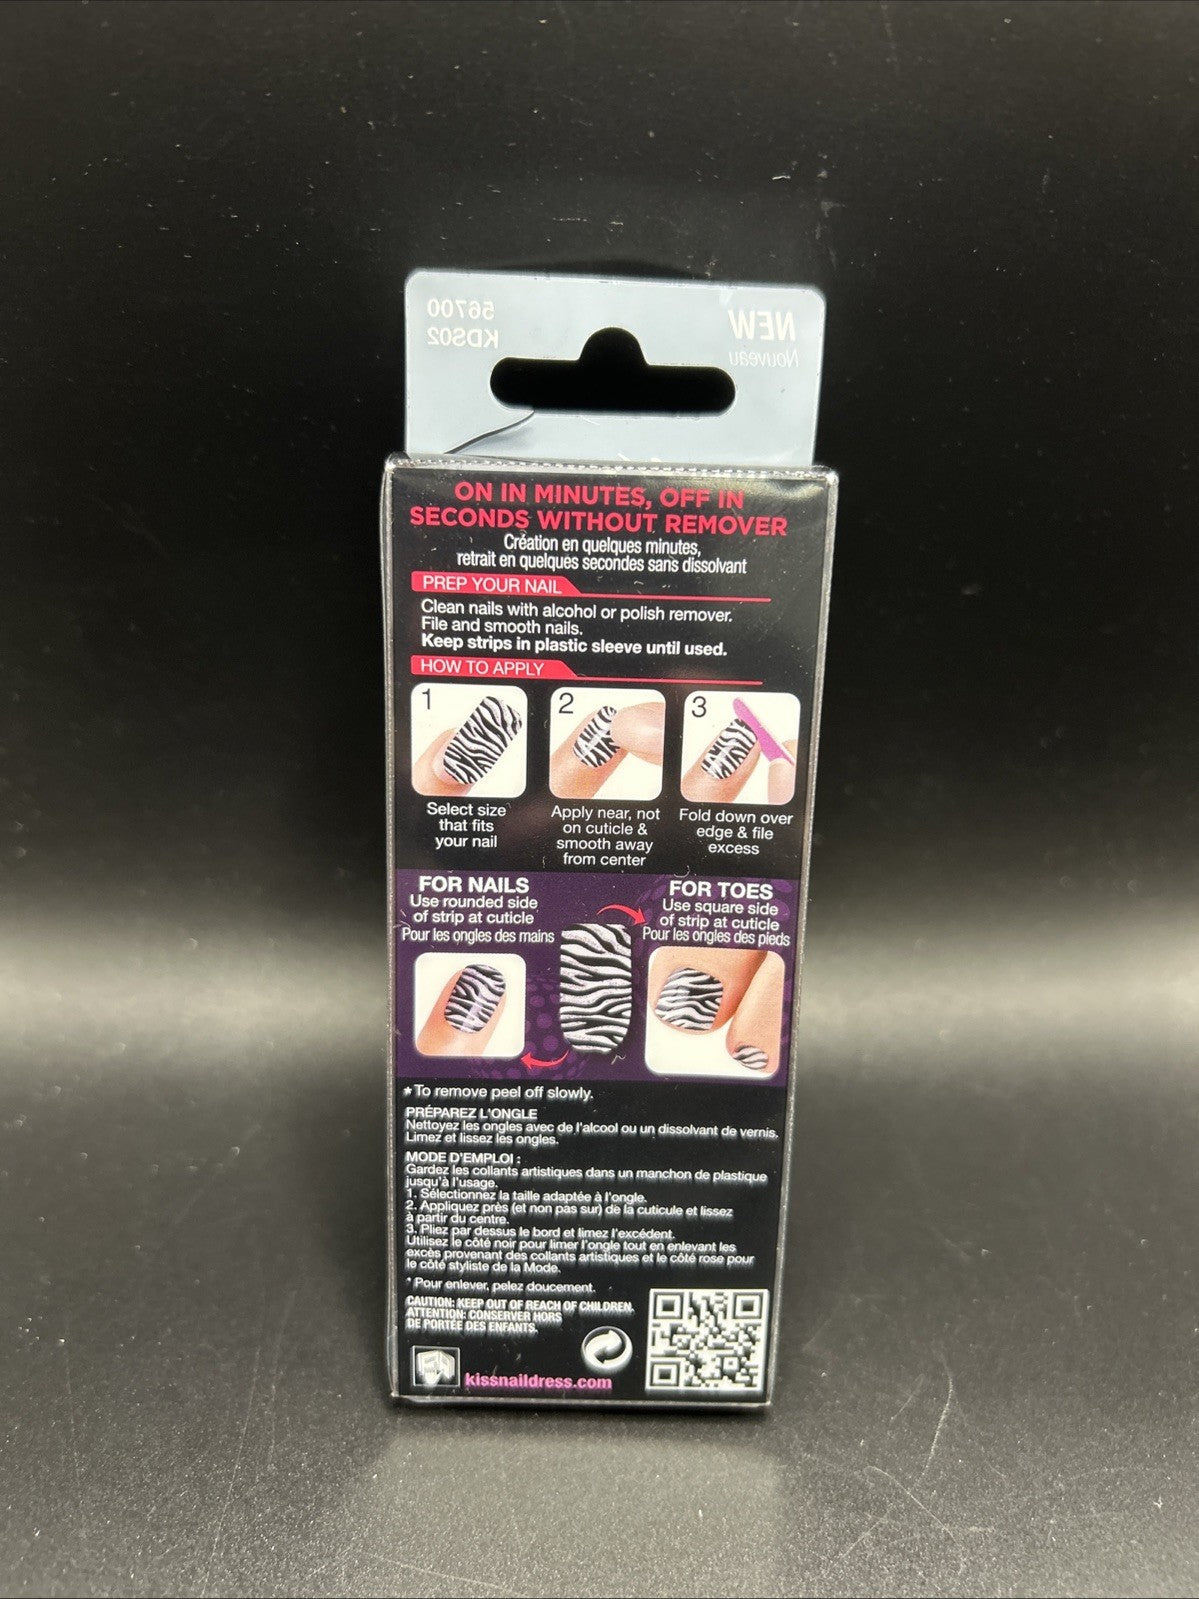 56700
KDS02
NEW
Nouveau
ON IN MINUTES, OFF IN
SECONDS WITHOUT REMOVER
Création en quelques minutes,
retrait en quelques secondes sans dissolvant
PREP YOUR NAIL
Clean nails with alcohol or polish remover.
File and smooth nails.
Keep strips in plastic sleeve until used.
HOW TO APPLY
1
Select size
that fits
your nail
2
Apply near, not
on cuticle &
smooth away
from center
3
Fold down over
edge & file
excess
FOR NAILS
Use rounded side
of strip at cuticle
Pour les ongles des mains
FOR TOES
Use square side
of strip at cuticle
Pour les ongles des pieds
*To remove peel off slowly.
PRÉPAREZ L'ONGLE
Nettoyez les ongles avec de l'alcool ou un dissolvant de vernis.
Limez et lissez les ongles.
MODE D'EMPLOI :
Gardez les collants artistiques dans un manchon de plastique
jusqu'à l'usage.
1. Sélectionnez la taille adaptée à l'ongle.
2. Appliquez près (et non pas sur) de la cuticule et lissez
à partir du centre.
3. Pliez par dessus le bord et limez l'excédent.
Utilisez le côté noir pour limer l'ongle tout en enlevant les
excès provenant des collants artistiques et le côté rose pour
le côté styliste de la Mode.
* Pour enlever, pelez doucement.
CAUTION: KEEP OUT OF REACH OF CHILDREN.
ATTENTION: CONSERVER HORS
DE PORTÉE DES ENFANTS.
kissnaildress.com